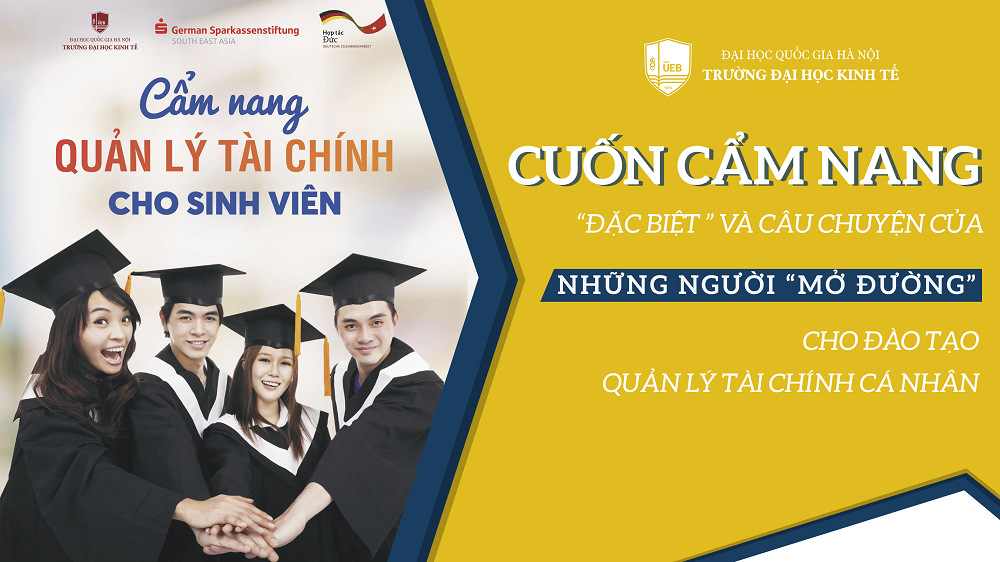 ĐẠI HỌC QUỐC GIA HÀ NỘI
TRƯỜNG ĐẠI HỌC KINH TẾ
German Sparkassenstiftung
SOUTH EAST ASIA
Hợp tác
Đức
DEUTSCHE ZUSAMMENARBEIT
Cẩm nang
QUẢN LÝ TÀI CHÍNH
CHO SINH VIÊN
UEB
ĐẠI HỌC QUỐC GIA HÀ NỘI
TRƯỜNG ĐẠI HỌC KINH TẾ
CUỐN CẨM NANG
“ĐẶC BIỆT ” VÀ CÂU CHUYỆN CỦA
NHỮNG NGƯỜI “MỞ ĐƯỜNG”
CHO ĐÀO TẠO
QUẢN LÝ TÀI CHÍNH CÁ NHÂN